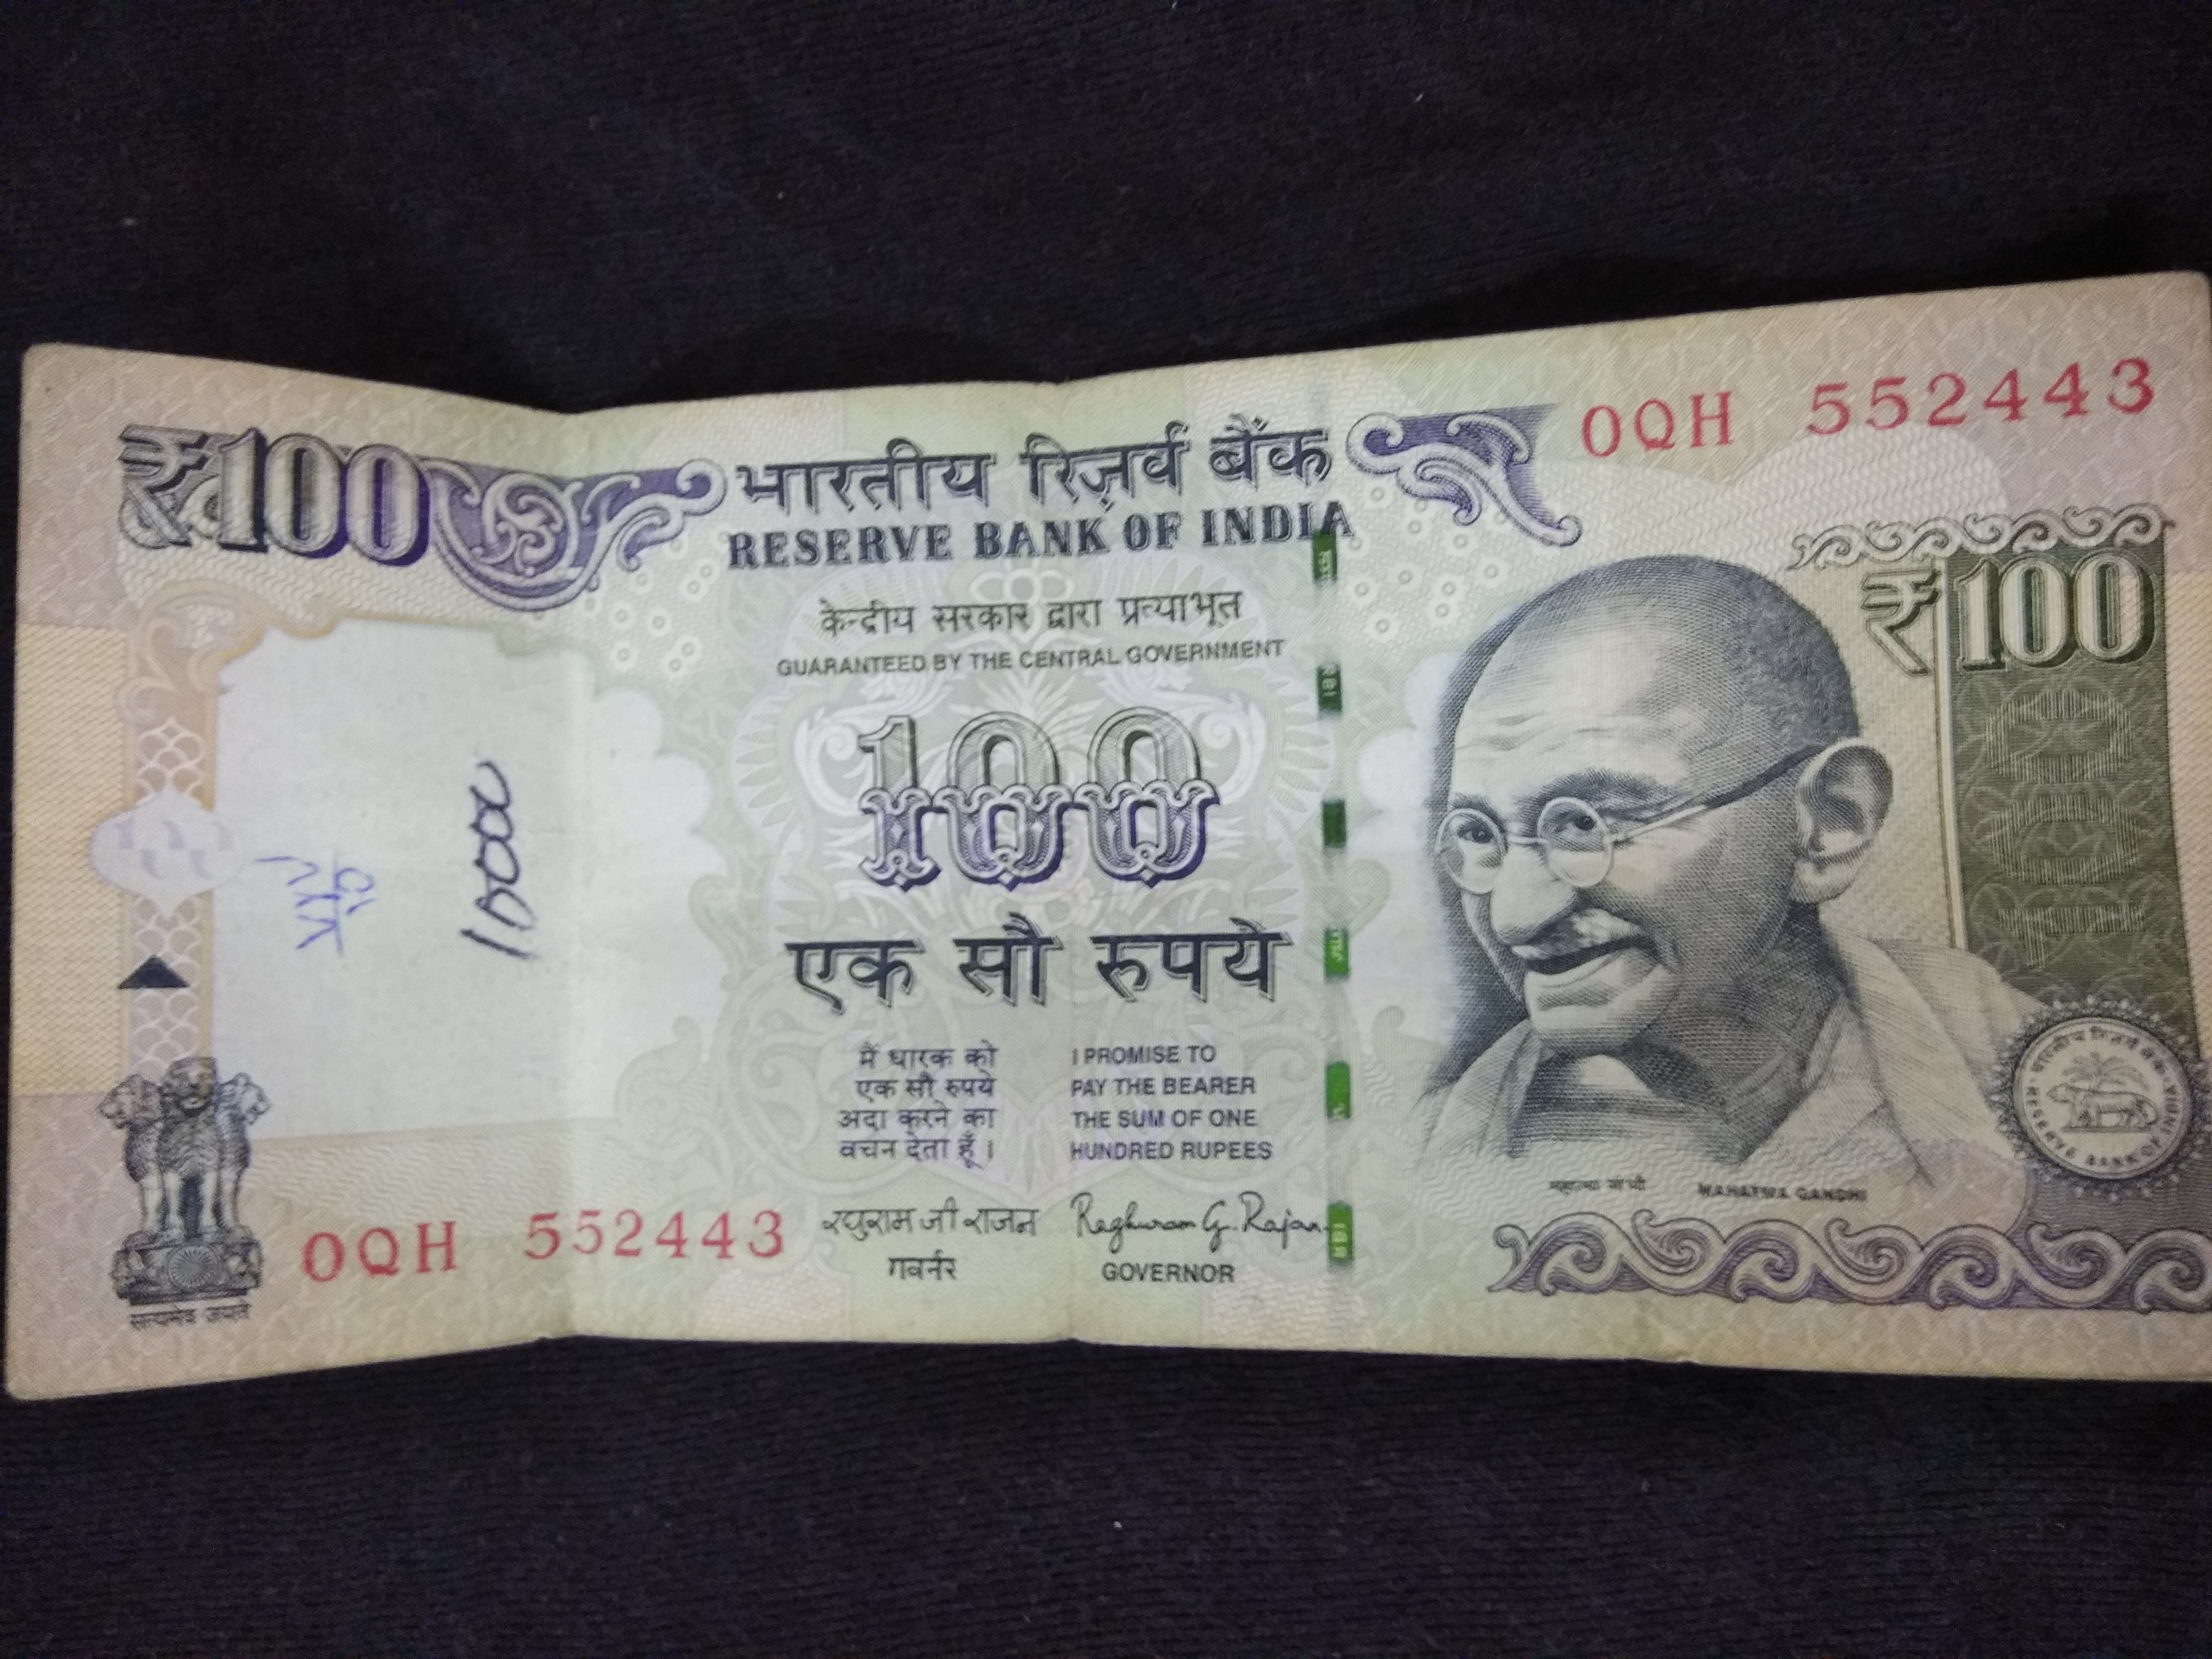 ₹100
भारतीय रिज़र्व बैंक
RESERVE BANK OF INDIA
0QH 552443
केन्द्रीय सरकार द्वारा प्रत्याभूत
GUARANTEED BY THE CENTRAL GOVERNMENT
₹100
100
100
एक सौ रुपये
10000
मैं धारक को
एक सौ रुपये
अदा करने का
वचन देता हूँ।
I PROMISE TO
PAY THE BEARER
THE SUM OF ONE
HUNDRED RUPEES
महात्मा गांधी MAHATMA GANDHI
भारतीय रिज़र्व बैंक
RESERVE BANK OF INDIA
0QH 552443
रघुराम जी राजन
गवर्नर
Raghuram G. Rajan
GOVERNOR
सत्यमेव जयते